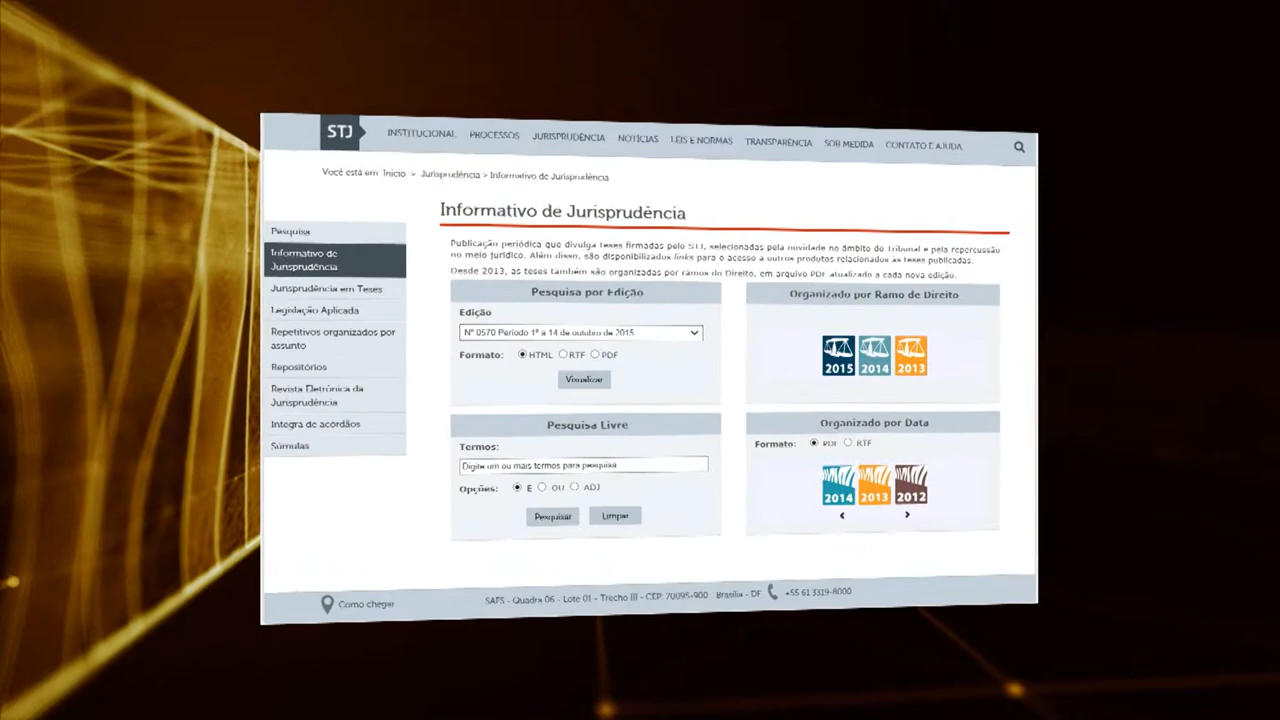 STJ
INSTITUCIONAL PROCESSOS JURISPRUDÊNCIA NOTÍCIAS LEIS E NORMAS TRANSPARÊNCIA SOB MEDIDA CONTATO E AJUDA
Você está em Início > Jurisprudência > Informativo de Jurisprudência
Pesquisa
Informativo de
Jurisprudência
Jurisprudência em Teses
Legislação Aplicada
Repetitivos organizados por
assunto
Repositórios
Revista Eletrônica da
Jurisprudência
Íntegra de acórdãos
Súmulas
Informativo de Jurisprudência
Publicação periódica que divulga teses firmadas pelo STJ, selecionadas pela novidade no âmbito do Tribunal e pela repercussão
no meio jurídico. Além disso, são disponibilizados links para o acesso a outros produtos relacionados às teses publicadas.
Desde 2013, as teses também são organizadas por ramos do Direito, em arquivo PDF atualizado a cada nova edição.
Pesquisa por Edição
Edição
Nº 0570 Período 1º a 14 de outubro de 2015
Formato: HTML RTF PDF
Visualizar
Organizado por Ramo de Direito
2015 2014 2013
Pesquisa Livre
Termos:
Digite um ou mais termos para pesquisa
Opções: E OU ADJ
Pesquisar Limpar
Organizado por Data
Formato: PDF RTF
2014 2013 2012
Como chegar
SAFS - Quadra 06 - Lote 01 - Trecho III - CEP: 70095-900 Brasília - DF +55 61 3319-8000